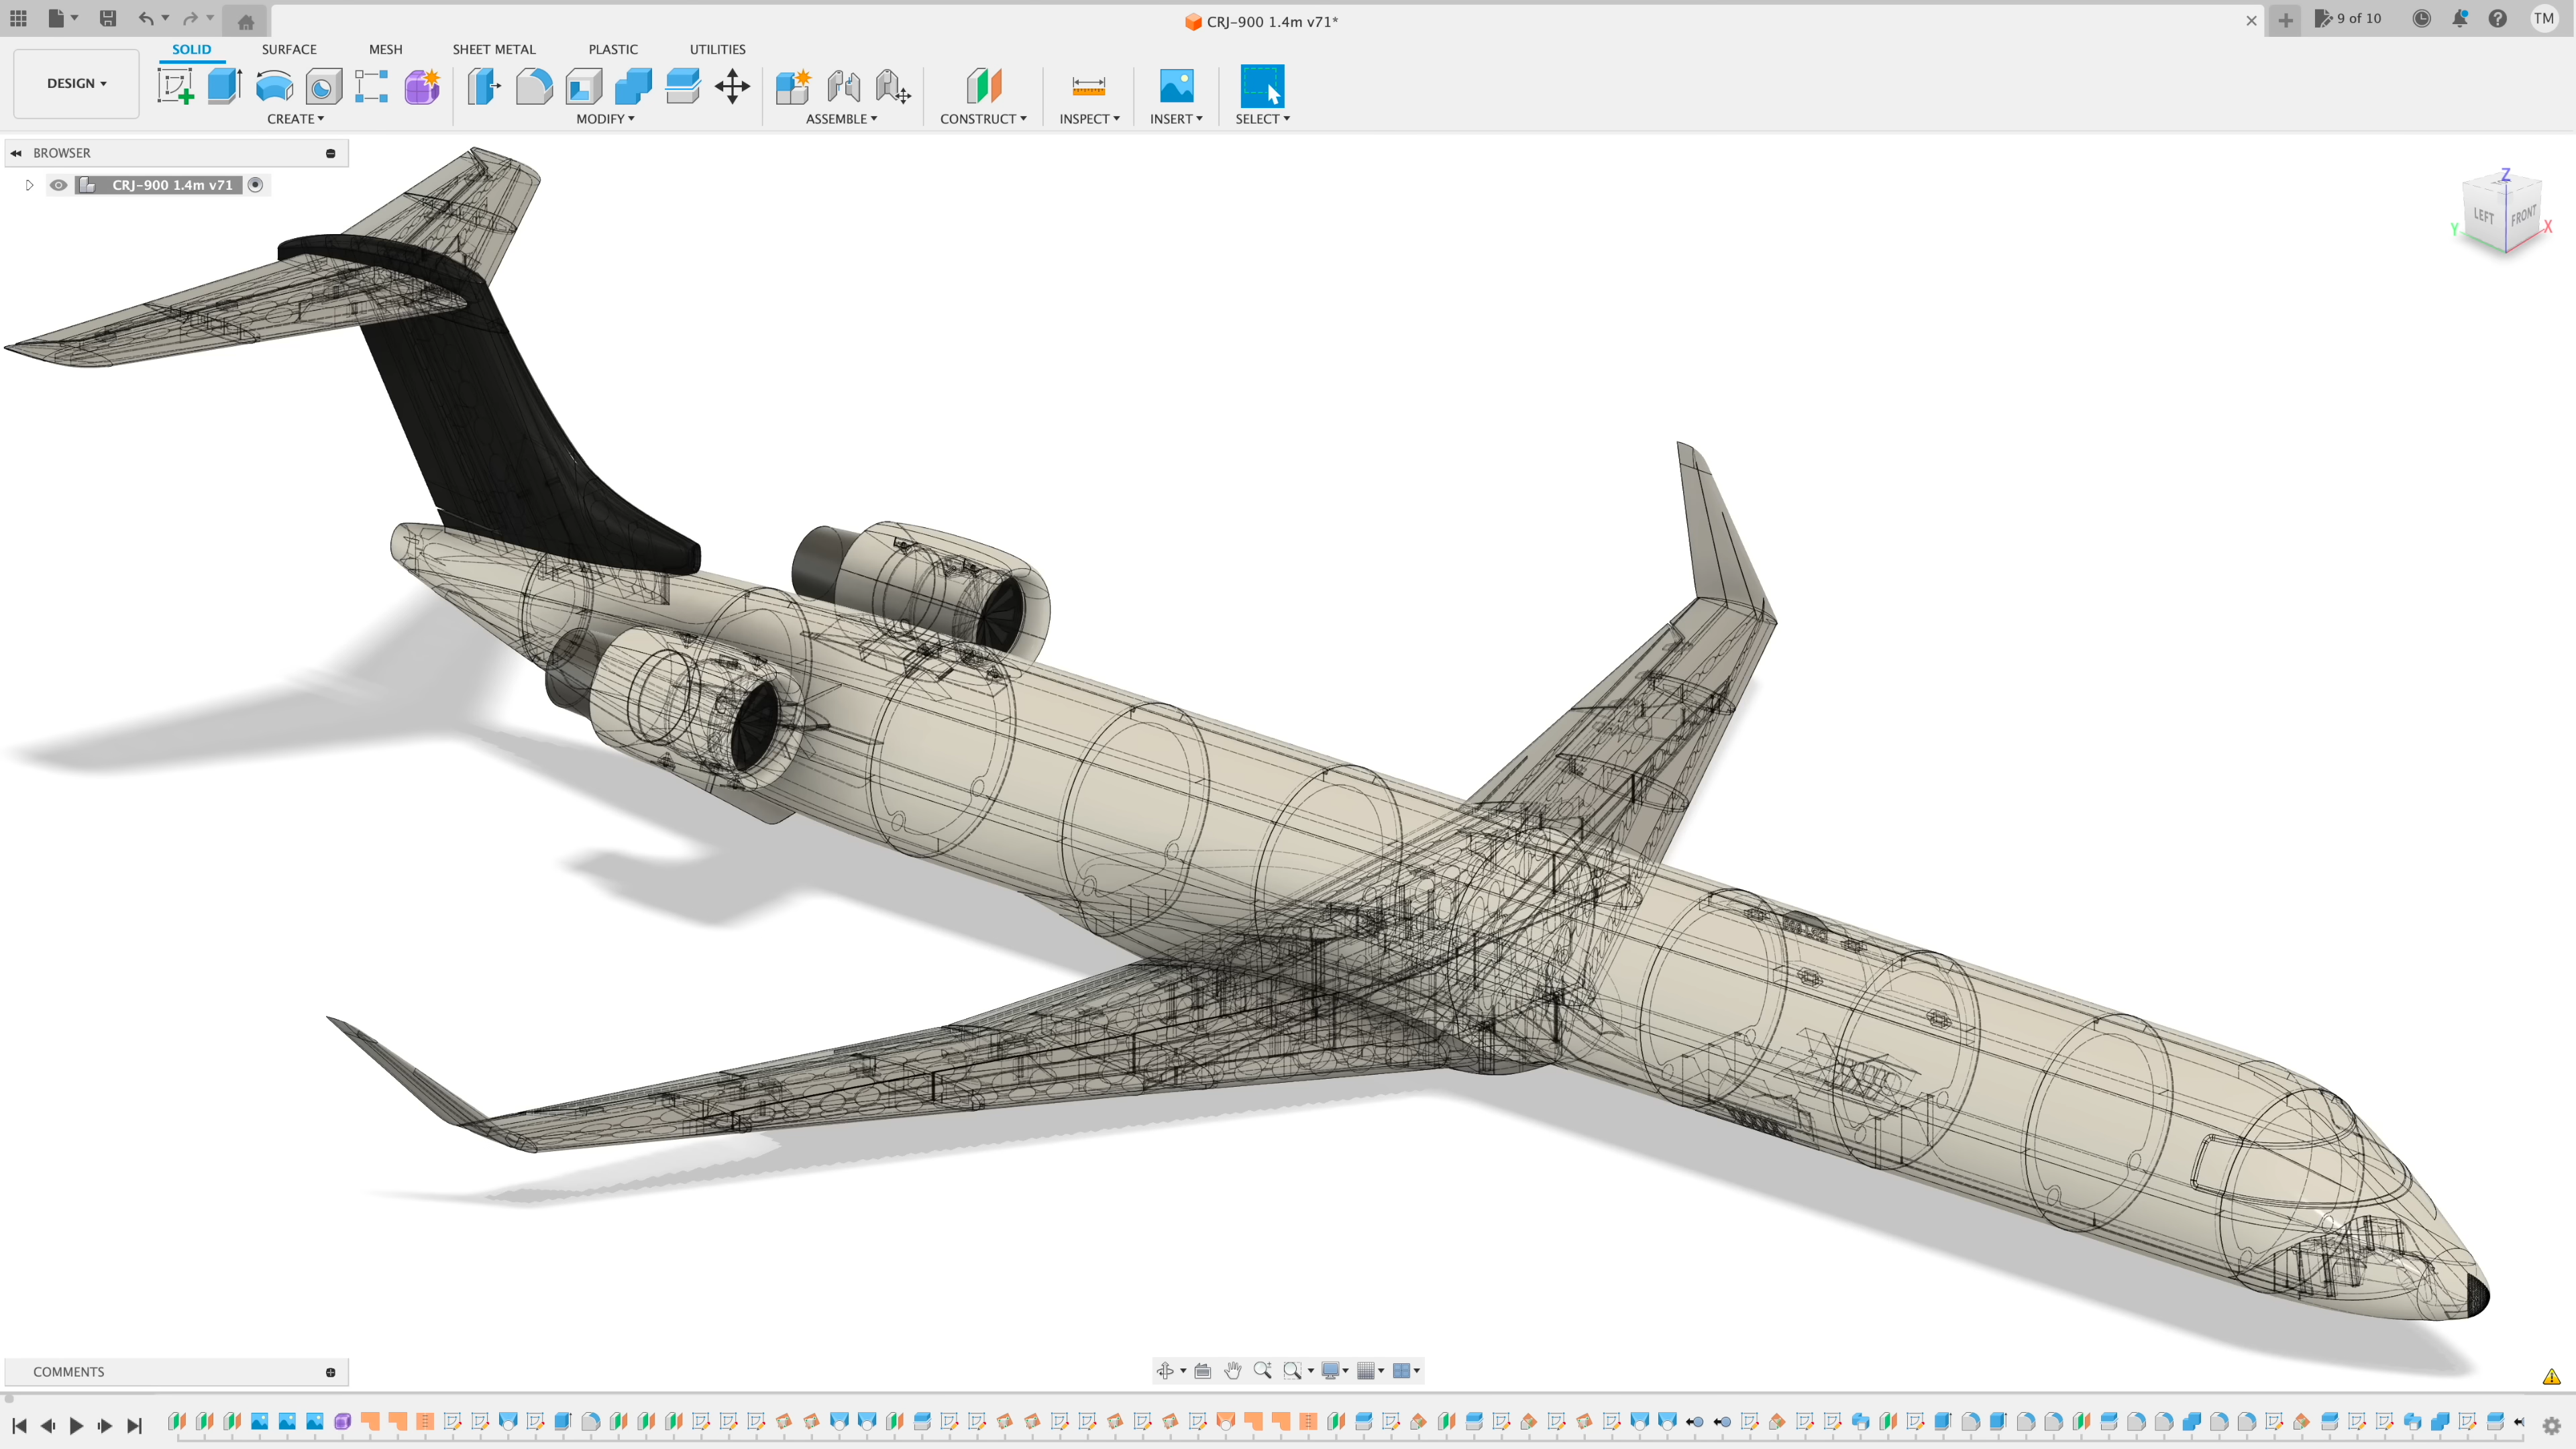 CRJ-900 1.4m v71*
9 of 10
TM
SOLID
SURFACE
MESH
SHEET METAL
PLASTIC
UTILITIES
DESIGN
CREATE
MODIFY
ASSEMBLE
CONSTRUCT
INSPECT
INSERT
SELECT
BROWSER
CRJ-900 1.4m v71
Z
LEFT
FRONT
Y
X
COMMENTS